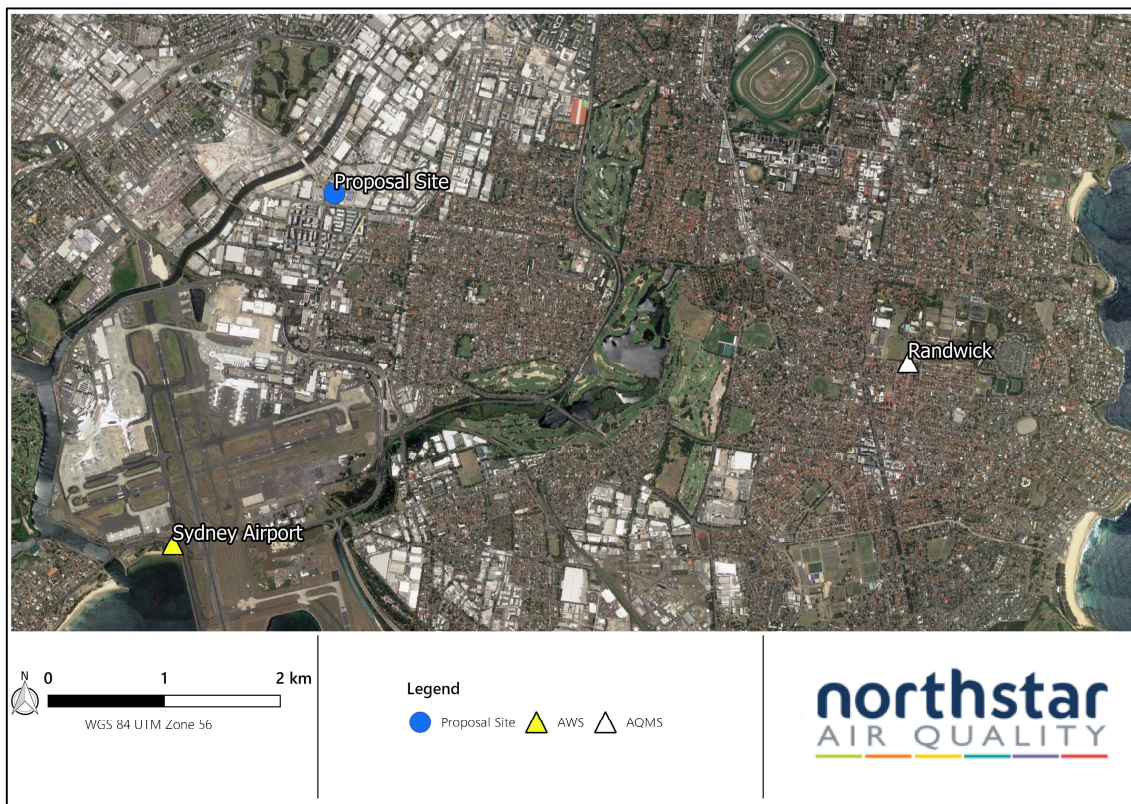 Proposal Site
Randwick
Sydney Airport
N
0 1 2 km
WGS 84 UTM Zone 56
Legend
Proposal Site AWS AQMS
northstar
AIR QUALITY